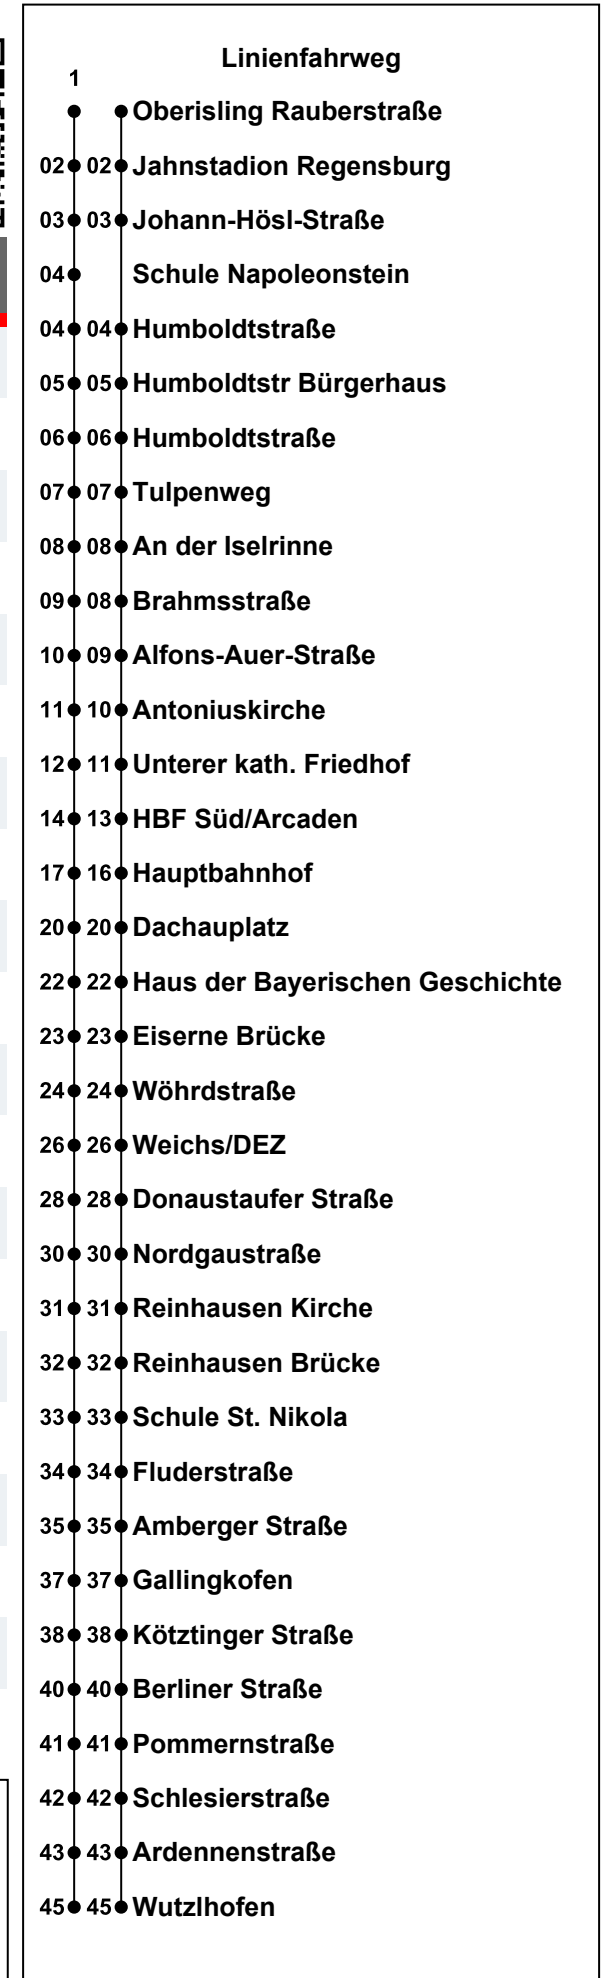 Linienfahrweg
1
Oberisling Rauberstraße
02 02 Jahnstadion Regensburg
03 03 Johann-Hösl-Straße
04 Schule Napoleonstein
04 04 Humboldtstraße
05 05 Humboldtstr Bürgerhaus
06 06 Humboldtstraße
07 07 Tulpenweg
08 08 An der Iselrinne
09 08 Brahmsstraße
10 09 Alfons-Auer-Straße
11 10 Antoniuskirche
12 11 Unterer kath. Friedhof
14 13 HBF Süd/Arcaden
17 16 Hauptbahnhof
20 20 Dachauplatz
22 22 Haus der Bayerischen Geschichte
23 23 Eiserne Brücke
24 24 Wöhrdstraße
26 26 Weichs/DEZ
28 28 Donaustaufer Straße
30 30 Nordgaustraße
31 31 Reinhausen Kirche
32 32 Reinhausen Brücke
33 33 Schule St. Nikola
34 34 Fluderstraße
35 35 Amberger Straße
37 37 Gallingkofen
38 38 Kötztinger Straße
40 40 Berliner Straße
41 41 Pommernstraße
42 42 Schlesierstraße
43 43 Ardennenstraße
45 45 Wutzlhofen